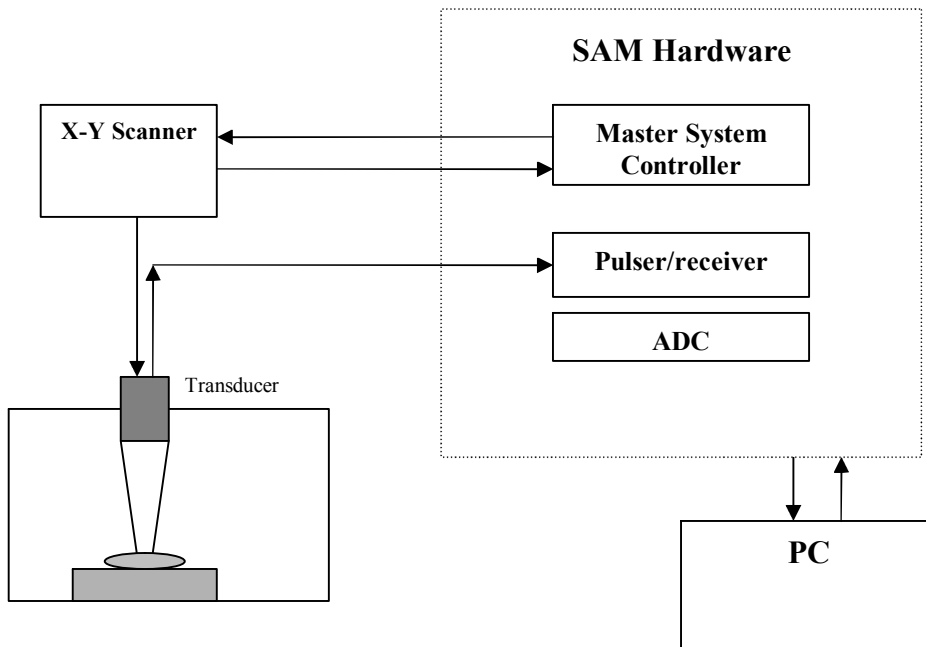 SAM Hardware
X-Y Scanner
Master System
Controller
Pulser/receiver
ADC
Transducer
PC